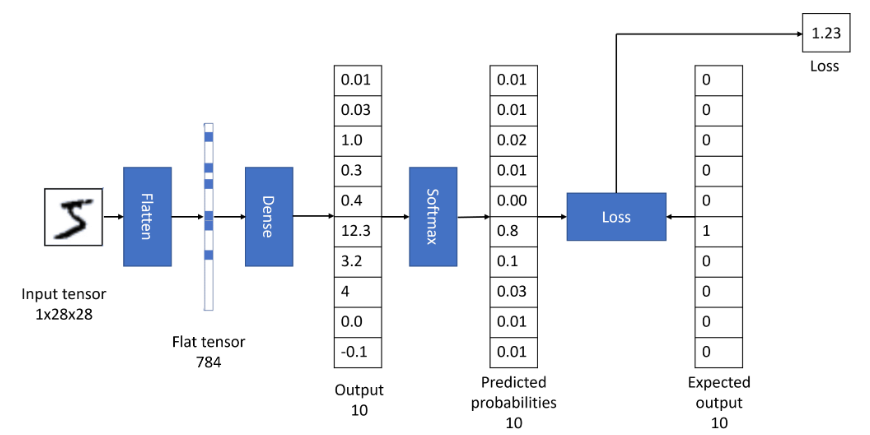 1.23
Loss
Input tensor
1x28x28
Flatten
Flat tensor
784
Dense
0.01
0.03
1.0
0.3
0.4
12.3
3.2
4
0.0
-0.1
Output
10
Softmax
0.01
0.01
0.02
0.01
0.00
0.8
0.1
0.03
0.01
0.01
Predicted
probabilities
10
Loss
0
0
0
0
0
1
0
0
0
0
Expected
output
10
5